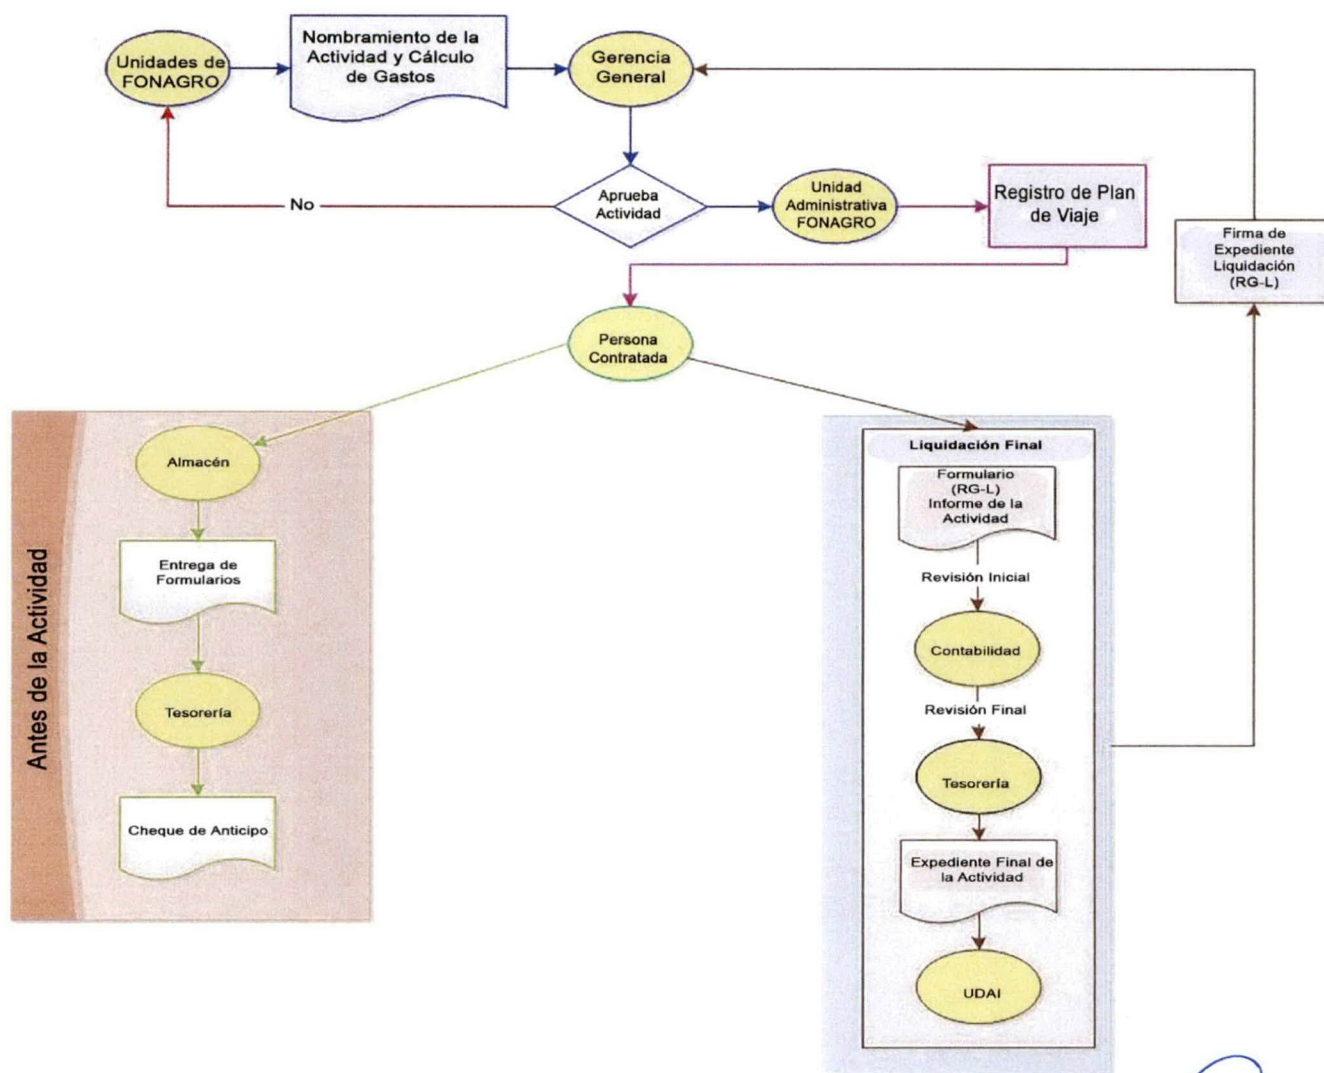 Unidades de
FONAGRO
Nombramiento de la
Actividad y Cálculo
de Gastos
Gerencia
General
No
Aprueba
Actividad
Unidad
Administrativa
FONAGRO
Registro de Plan
de Viaje
Firma de
Expediente
Liquidación
(RG-L)
Persona
Contratada
Antes de la Actividad
Almacén
Entrega de
Formularios
Tesorería
Cheque de Anticipo
Liquidación Final
Formulario
(RG-L)
Informe de la
Actividad
Revisión Inicial
Contabilidad
Revisión Final
Tesorería
Expediente Final de
la Actividad
UDAI